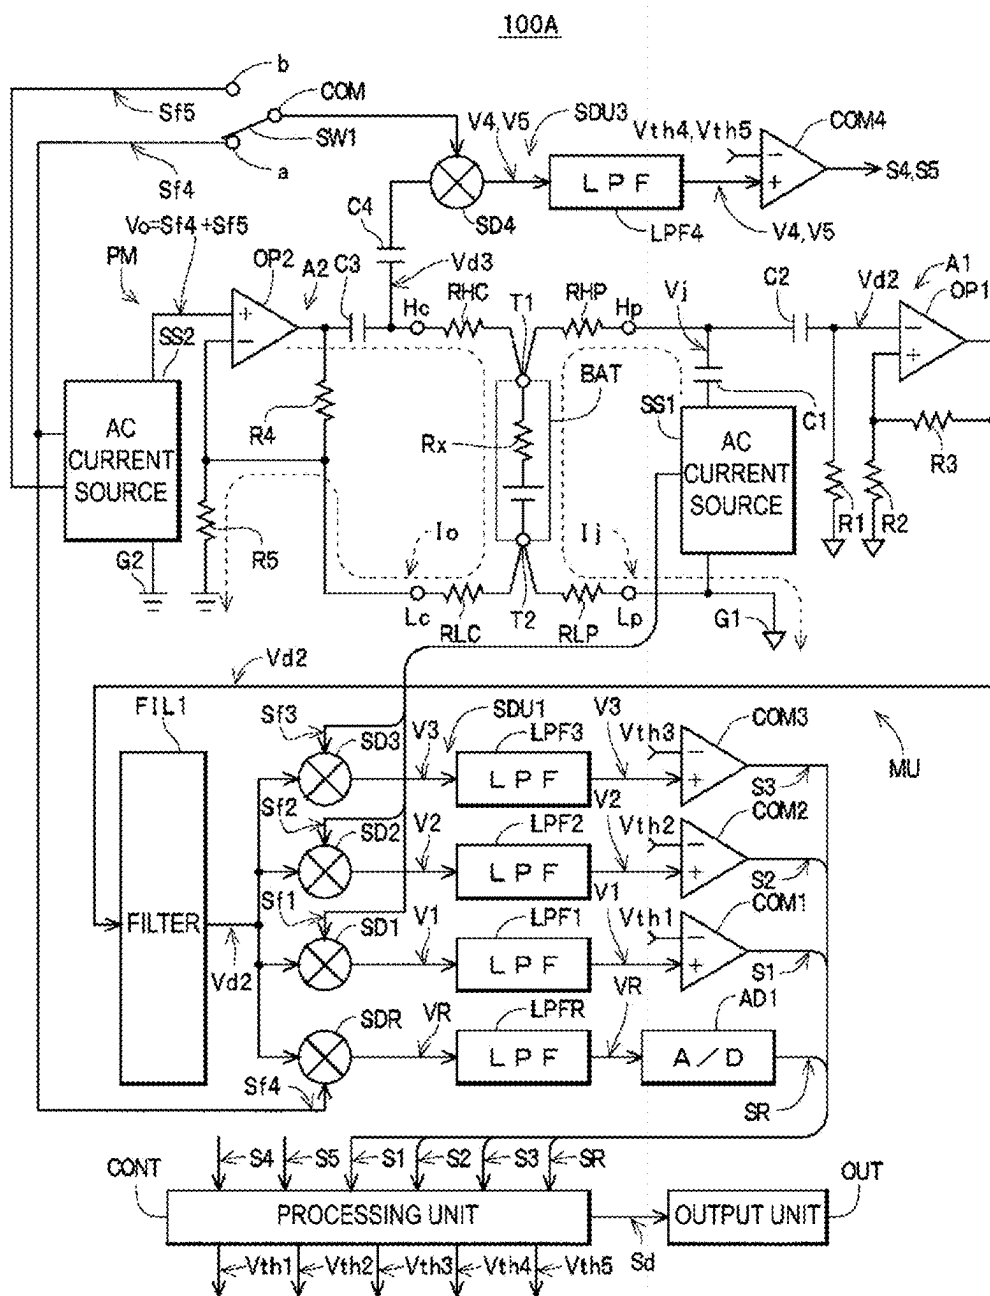 100A
b
COM
Sf5
SW1
a
Sf4
V4,V5
SDU3
Vth4,Vth5
COM4
−
+
S4,S5
LPF
SD4
LPF4
V4,V5
C4
Vo=Sf4+Sf5
PM
OP2
A2
C3
Vd3
Hc
RHC
T1
RHP
Hp
Vj
C2
Vd2
A1
OP1
+
−
−
+
SS2
R4
BAT
SS1
C1
R3
AC
CURRENT
SOURCE
Rx
AC
CURRENT
SOURCE
R1
R2
G2
R5
Io
Ij
Lc
RLC
T2
RLP
Lp
G1
Vd2
FIL1
Sf3
SD3
V3
SDU1
LPF3
V3
Vth3
COM3
MU
LPF
−
+
S3
Sf2
SD2
V2
LPF2
V2
Vth2
COM2
LPF
−
+
S2
Sf1
SD1
V1
LPF1
V1
Vth1
COM1
FILTER
LPF
−
+
S1
Vd2
SDR
VR
LPFR
VR
AD1
LPF
A/D
Sf4
SR
CONT
S4
S5
S1
S2
S3
SR
OUT
PROCESSING UNIT
OUTPUT UNIT
Sd
Vth1
Vth2
Vth3
Vth4
Vth5